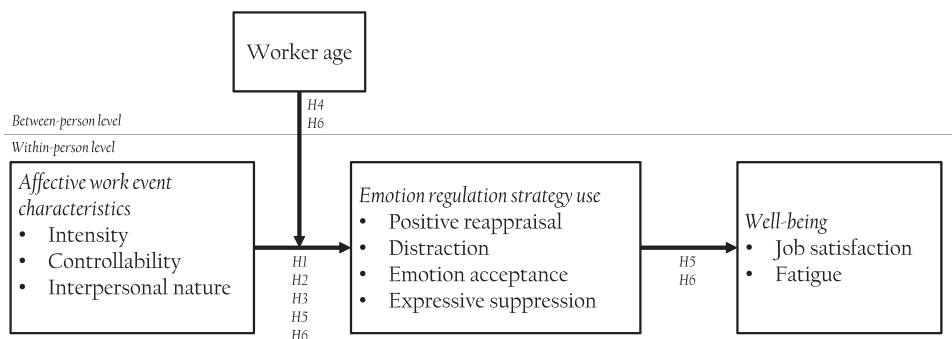 Worker age
H4
H6
Between-person level
Within-person level
Affective work event
characteristics
• Intensity
• Controllability
• Interpersonal nature
H1
H2
H3
H5
H6
Emotion regulation strategy use
• Positive reappraisal
• Distraction
• Emotion acceptance
• Expressive suppression
H5
H6
Well-being
• Job satisfaction
• Fatigue